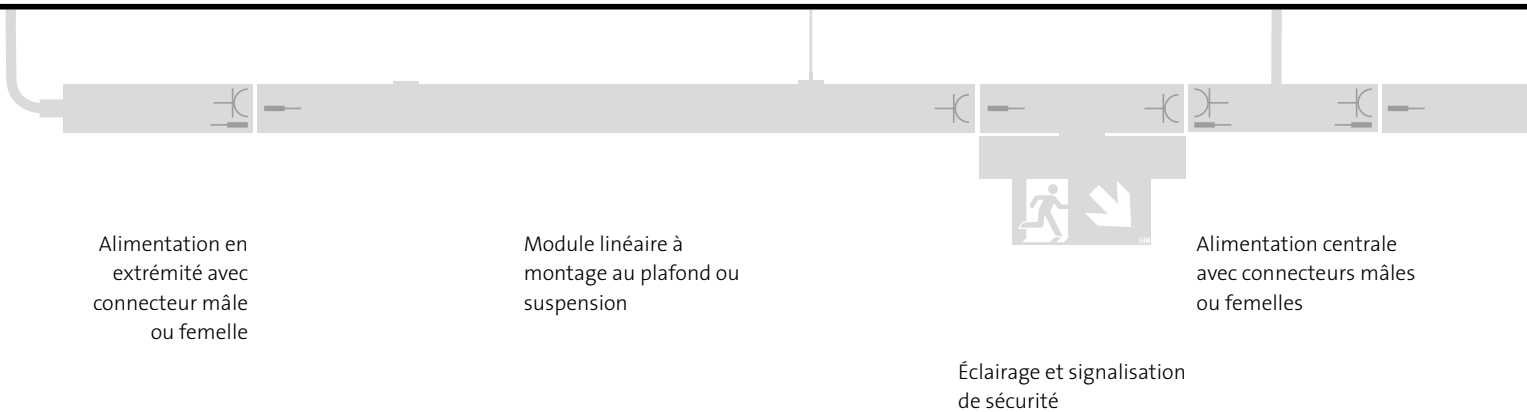 Alimentation en
extrémité avec
connecteur mâle
ou femelle
Module linéaire à
montage au plafond ou
suspension
Éclairage et signalisation
de sécurité
Alimentation centrale
avec connecteurs mâles
ou femelles